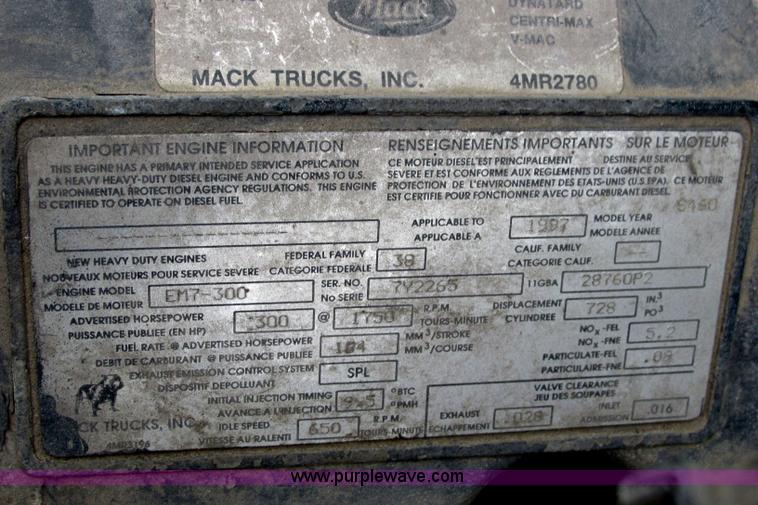 Mack
DYNATARD
CENTRI-MAX
V-MAC
MACK TRUCKS, INC. 4MR2780
IMPORTANT ENGINE INFORMATION
THIS ENGINE HAS A PRIMARY INTENDED SERVICE APPLICATION
AS A HEAVY HEAVY-DUTY DIESEL ENGINE AND CONFORMS TO U.S.
ENVIRONMENTAL PROTECTION AGENCY REGULATIONS. THIS ENGINE
IS CERTIFIED TO OPERATE ON DIESEL FUEL.
RENSEIGNEMENTS IMPORTANTS SUR LE MOTEUR
CE MOTEUR DIESEL EST PRINCIPALEMENT DESTINE AU SERVICE
SEVERE ET EST CONFORME AUX REGLEMENTS DE L'AGENCE DE
PROTECTION DE L'ENVIRONNEMENT DES ETATS-UNIS (U.S. EPA). CE MOTEUR
EST CERTIFIE POUR FONCTIONNER AVEC DU CARBURANT DIESEL.
APPLICABLE TO 1997 MODEL YEAR
APPLICABLE A MODELE ANNÉE
NEW HEAVY DUTY ENGINES FEDERAL FAMILY 38 CALIF. FAMILY
NOUVEAUX MOTEURS POUR SERVICE SEVERE CATEGORIE FEDERALE CATEGORIE CALIF.
ENGINE MODEL EM7-300 SER. NO. 7Y2265 11GBA 28760P2
MODELE DE MOTEUR No SERIE
ADVERTISED HORSEPOWER 300 @ 1750 R.P.M. DISPLACEMENT 728 IN.³
PUISSANCE PUBLIEE (EN HP) TOURS-MINUTE CYLINDREE PO³
FUEL RATE @ ADVERTISED HORSEPOWER 164 MM³/STROKE NOx-FEL 5.2
DEBIT DE CARBURANT @ PUISSANCE PUBLIEE MM³/COURSE NOx-FNE
EXHAUST EMISSION CONTROL SYSTEM SPL PARTICULATE-FEL .08
DISPOSITIF DEPOLLUANT PARTICULAIRE-FNE
INITIAL INJECTION TIMING 9.5 °BTC VALVE CLEARANCE
AVANCE A L'INJECTION °PMH JEU DES SOUPAPES
MACK TRUCKS, INC. IDLE SPEED 650 R.P.M. EXHAUST .028 INLET .016
4MR3196 VITESSE AU RALENTI TOURS-MINUTE ECHAPPEMENT ADMISSION
www.purplewave.com